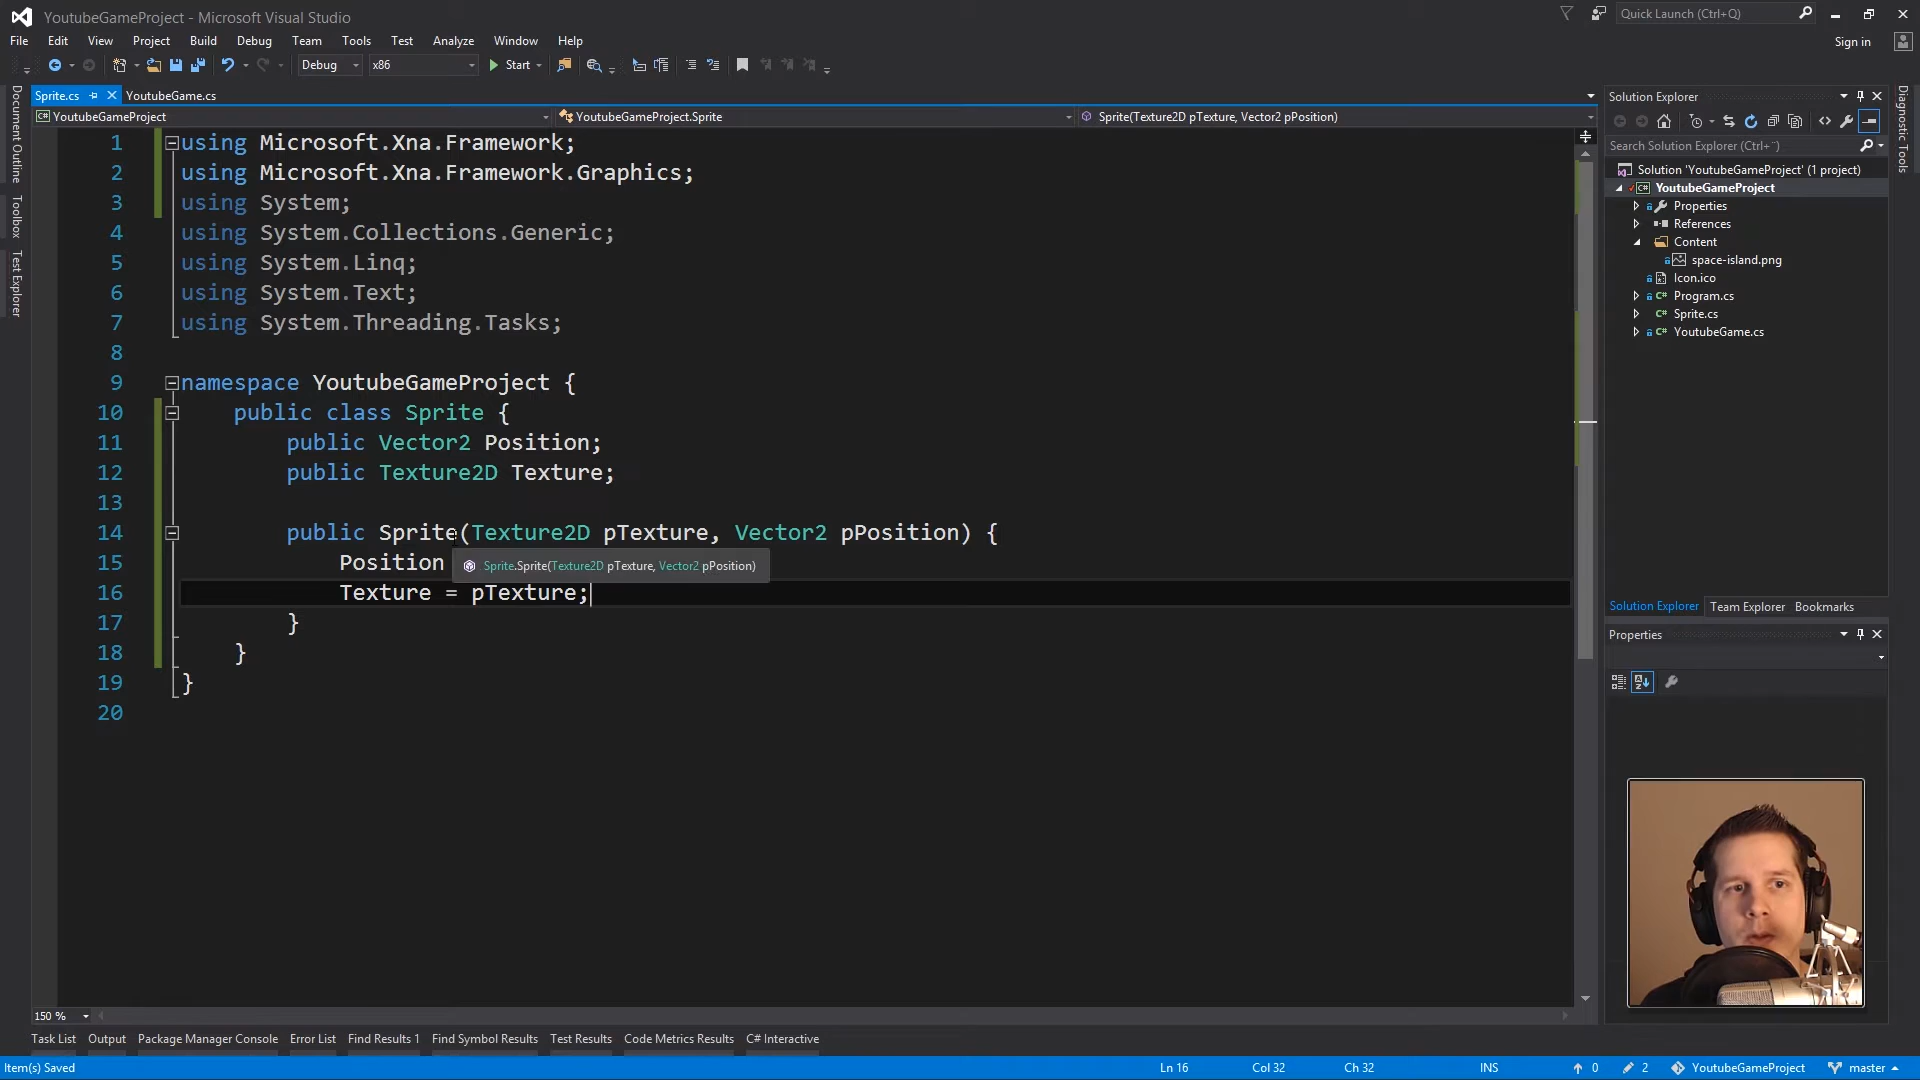 YoutubeGameProject - Microsoft Visual Studio
Quick Launch (Ctrl+Q)
File Edit View Project Build Debug Team Tools Test Analyze Window Help
Sign in
Debug x86 Start
Sprite.cs YoutubeGame.cs
YoutubeGameProject YoutubeGameProject.Sprite Sprite(Texture2D pTexture, Vector2 pPosition)
Document Outline
Toolbox
Test Explorer
1 using Microsoft.Xna.Framework;
2 using Microsoft.Xna.Framework.Graphics;
3 using System;
4 using System.Collections.Generic;
5 using System.Linq;
6 using System.Text;
7 using System.Threading.Tasks;
8
9 namespace YoutubeGameProject {
10 public class Sprite {
11 public Vector2 Position;
12 public Texture2D Texture;
13
14 public Sprite(Texture2D pTexture, Vector2 pPosition) {
15 Position
Sprite.Sprite(Texture2D pTexture, Vector2 pPosition)
16 Texture = pTexture;
17 }
18 }
19 }
20
150 %
Solution Explorer
Search Solution Explorer (Ctrl+¨)
Solution 'YoutubeGameProject' (1 project)
YoutubeGameProject
Properties
References
Content
space-island.png
Icon.ico
Program.cs
Sprite.cs
YoutubeGame.cs
Solution Explorer Team Explorer Bookmarks
Properties
Diagnostic Tools
Task List Output Package Manager Console Error List Find Results 1 Find Symbol Results Test Results Code Metrics Results C# Interactive
Item(s) Saved Ln 16 Col 32 Ch 32 INS 0 2 YoutubeGameProject master